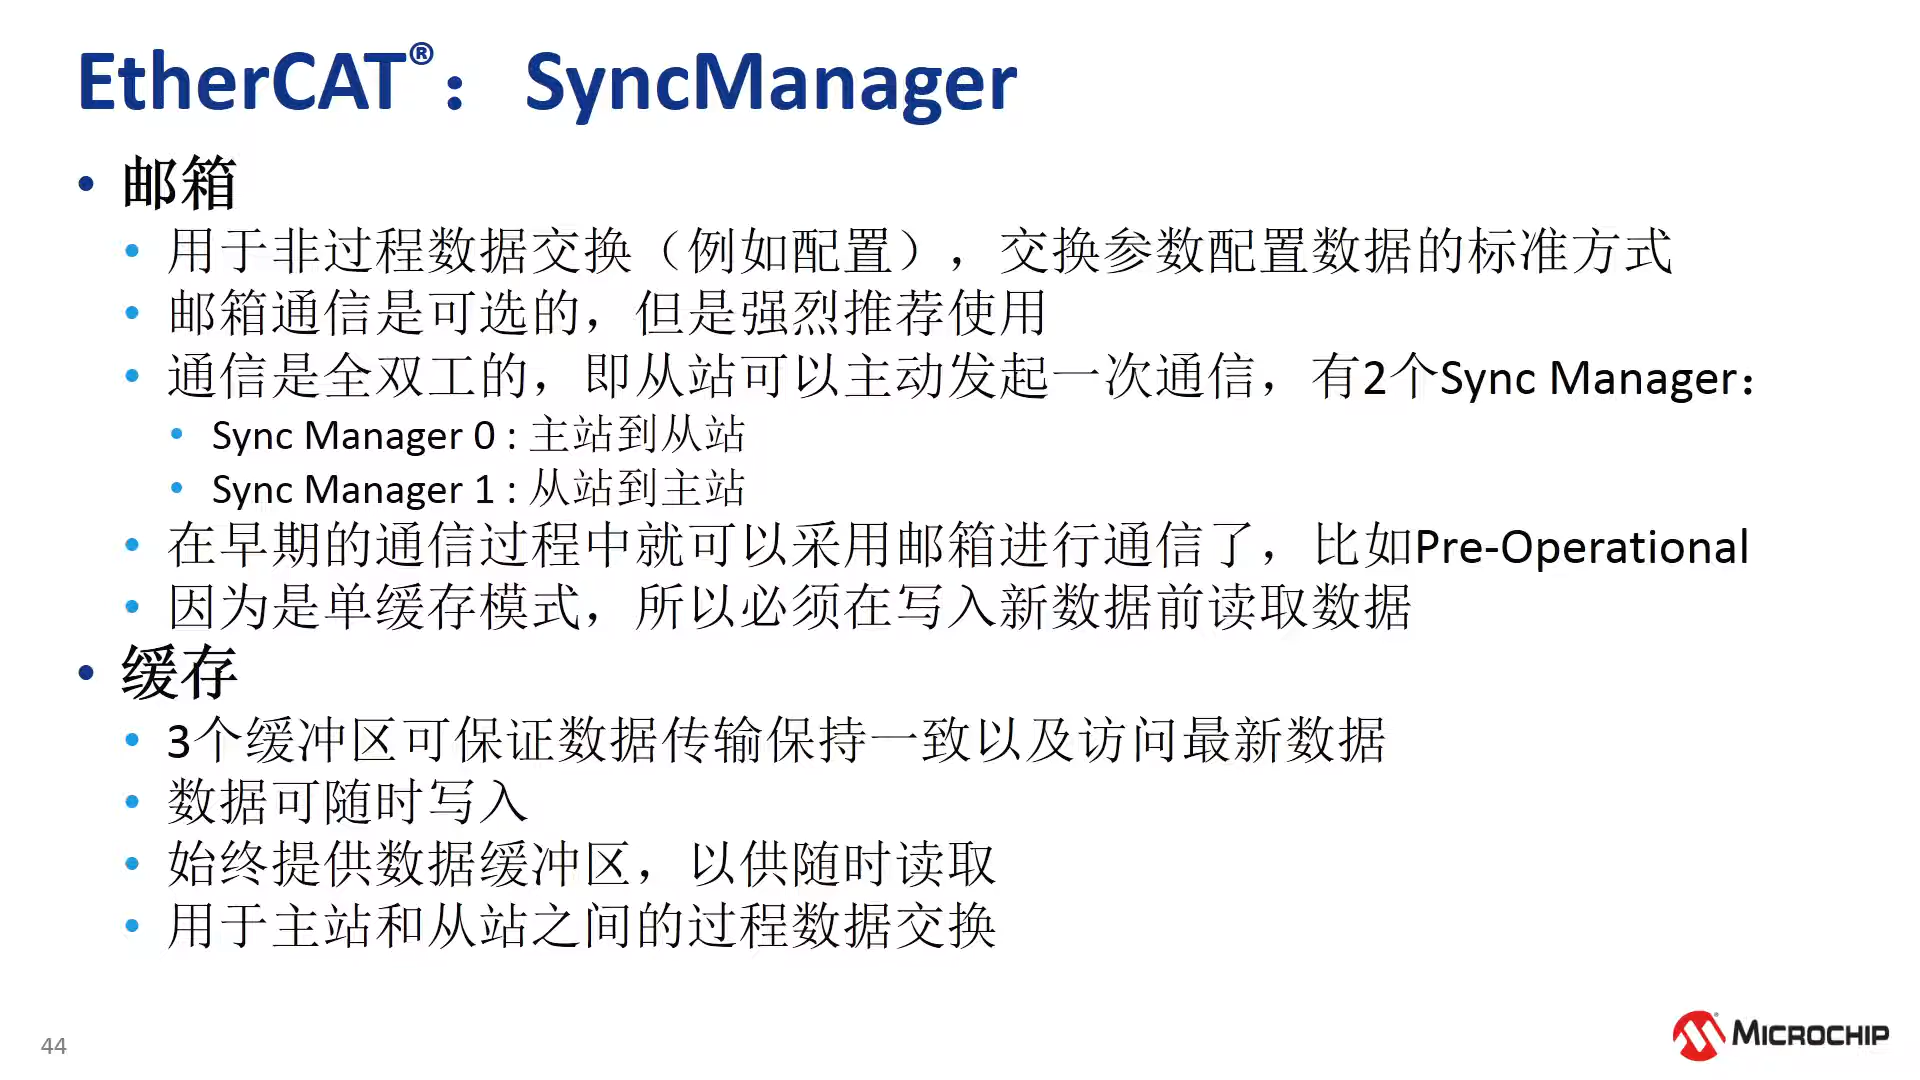 EtherCAT®： SyncManager
• 邮箱
• 用于非过程数据交换（例如配置），交换参数配置数据的标准方式
• 邮箱通信是可选的，但是强烈推荐使用
• 通信是全双工的，即从站可以主动发起一次通信，有2个Sync Manager：
• Sync Manager 0 : 主站到从站
• Sync Manager 1 : 从站到主站
• 在早期的通信过程中就可以采用邮箱进行通信了，比如Pre-Operational
• 因为是单缓存模式，所以必须在写入新数据前读取数据
• 缓存
• 3个缓冲区可保证数据传输保持一致以及访问最新数据
• 数据可随时写入
• 始终提供数据缓冲区，以供随时读取
• 用于主站和从站之间的过程数据交换
44
MICROCHIP